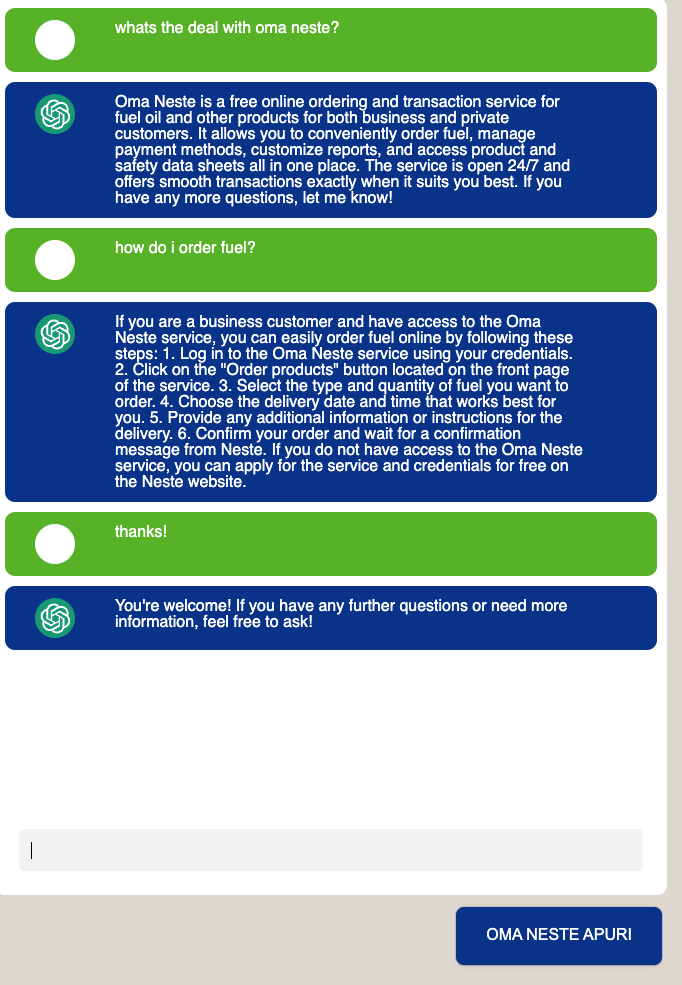 whats the deal with oma neste?
Oma Neste is a free online ordering and transaction service for
fuel oil and other products for both business and private
customers. It allows you to conveniently order fuel, manage
payment methods, customize reports, and access product and
safety data sheets all in one place. The service is open 24/7 and
offers smooth transactions exactly when it suits you best. If you
have any more questions, let me know!
how do i order fuel?
If you are a business customer and have access to the Oma
Neste service, you can easily order fuel online by following these
steps: 1. Log in to the Oma Neste service using your credentials.
2. Click on the "Order products" button located on the front page
of the service. 3. Select the type and quantity of fuel you want to
order. 4. Choose the delivery date and time that works best for
you. 5. Provide any additional information or instructions for the
delivery. 6. Confirm your order and wait for a confirmation
message from Neste. If you do not have access to the Oma Neste
service, you can apply for the service and credentials for free on
the Neste website.
thanks!
You're welcome! If you have any further questions or need more
information, feel free to ask!
OMA NESTE APURI